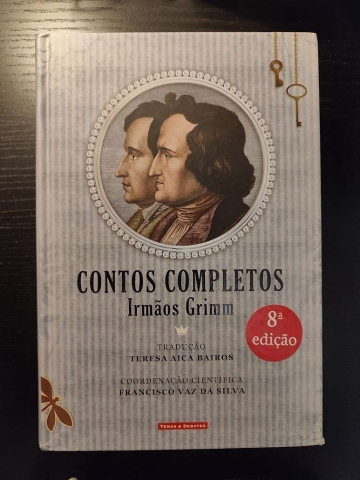 CONTOS COMPLETOS
Irmãos Grimm
8ª
edição
TRADUÇÃO
TERESA AICA BAIROS
COORDENAÇÃO CIENTÍFICA
FRANCISCO VAZ DA SILVA
TEMAS E DEBATES